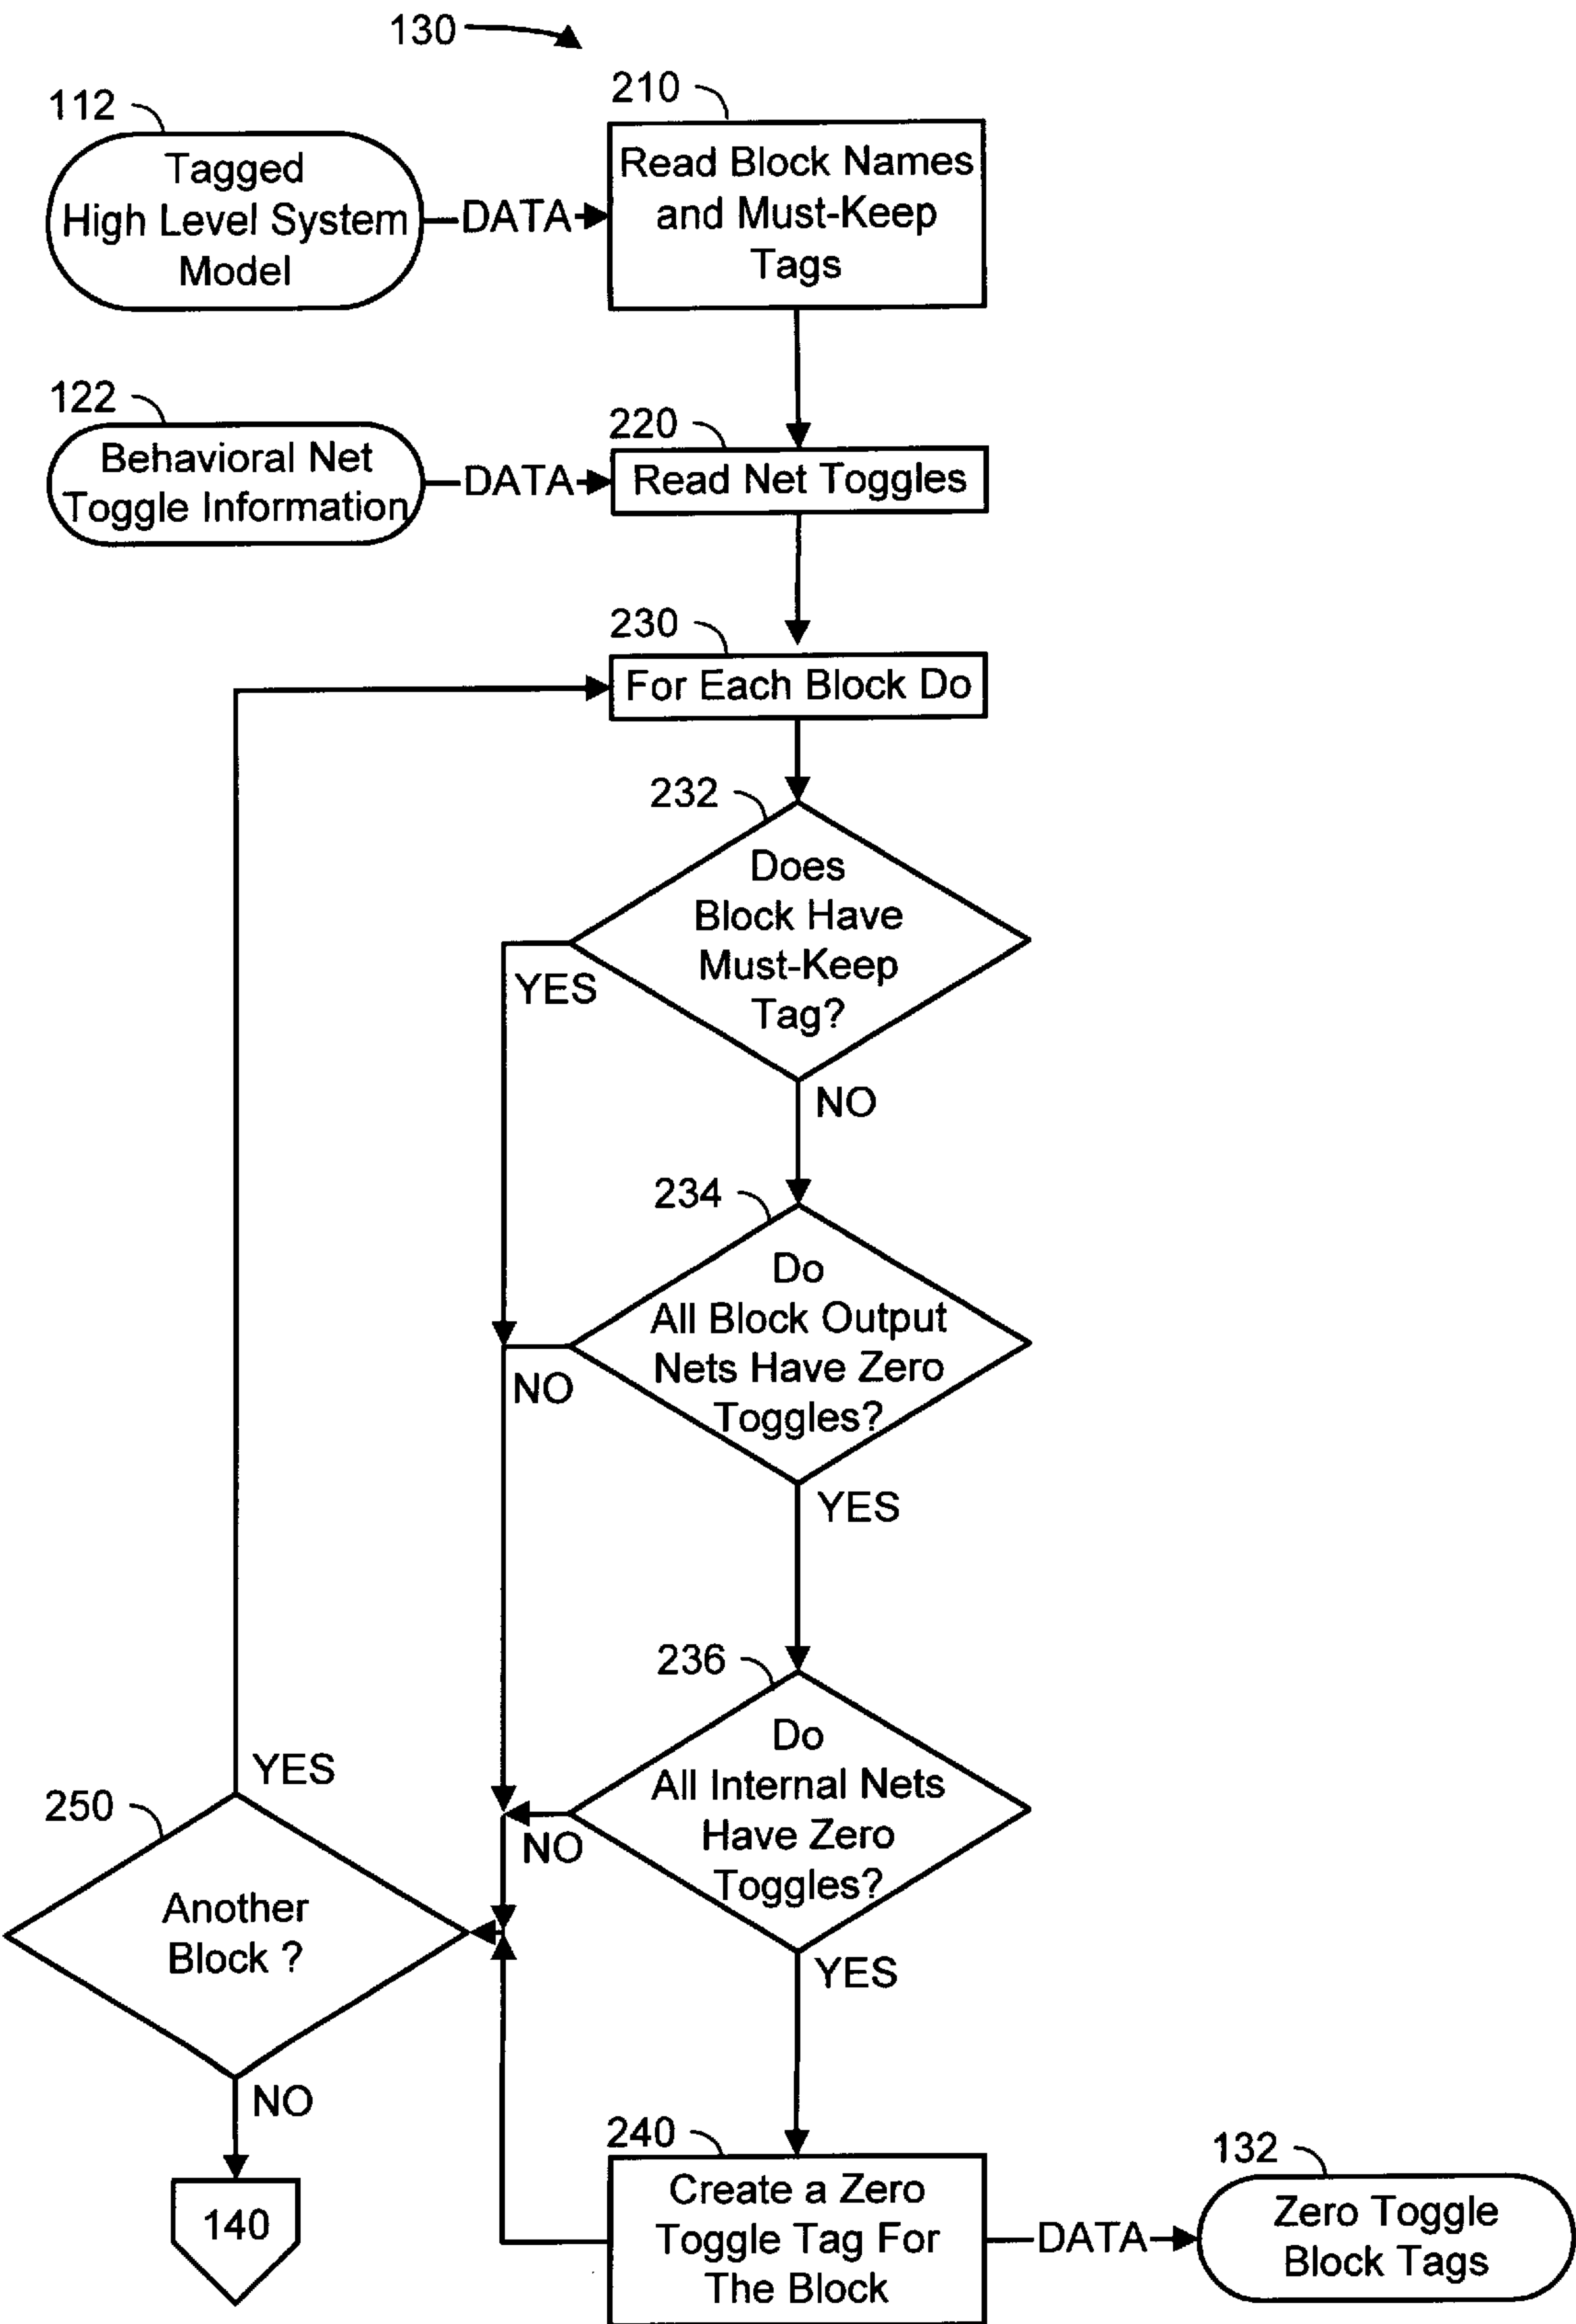 130
112
210
Tagged
High Level System
Model
DATA
Read Block Names
and Must-Keep
Tags
122
220
Behavioral Net
Toggle Information
DATA
Read Net Toggles
230
For Each Block Do
232
Does
Block Have
Must-Keep
Tag?
YES
NO
234
Do
All Block Output
Nets Have Zero
Toggles?
NO
YES
236
Do
All Internal Nets
Have Zero
Toggles?
NO
YES
YES
250
Another
Block ?
NO
140
240
Create a Zero
Toggle Tag For
The Block
DATA
132
Zero Toggle
Block Tags